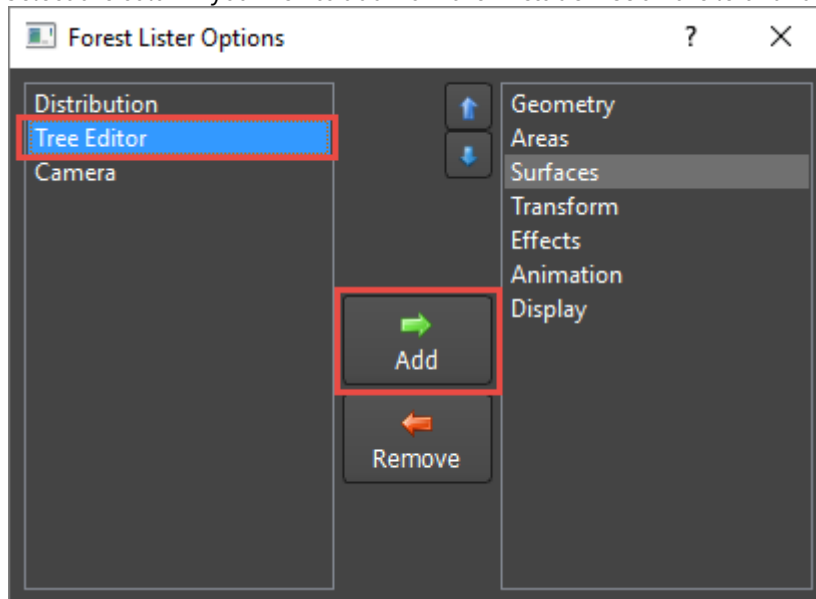 Forest Lister Options ? ×
Distribution
Tree Editor
Camera
Add
Remove
Geometry
Areas
Surfaces
Transform
Effects
Animation
Display